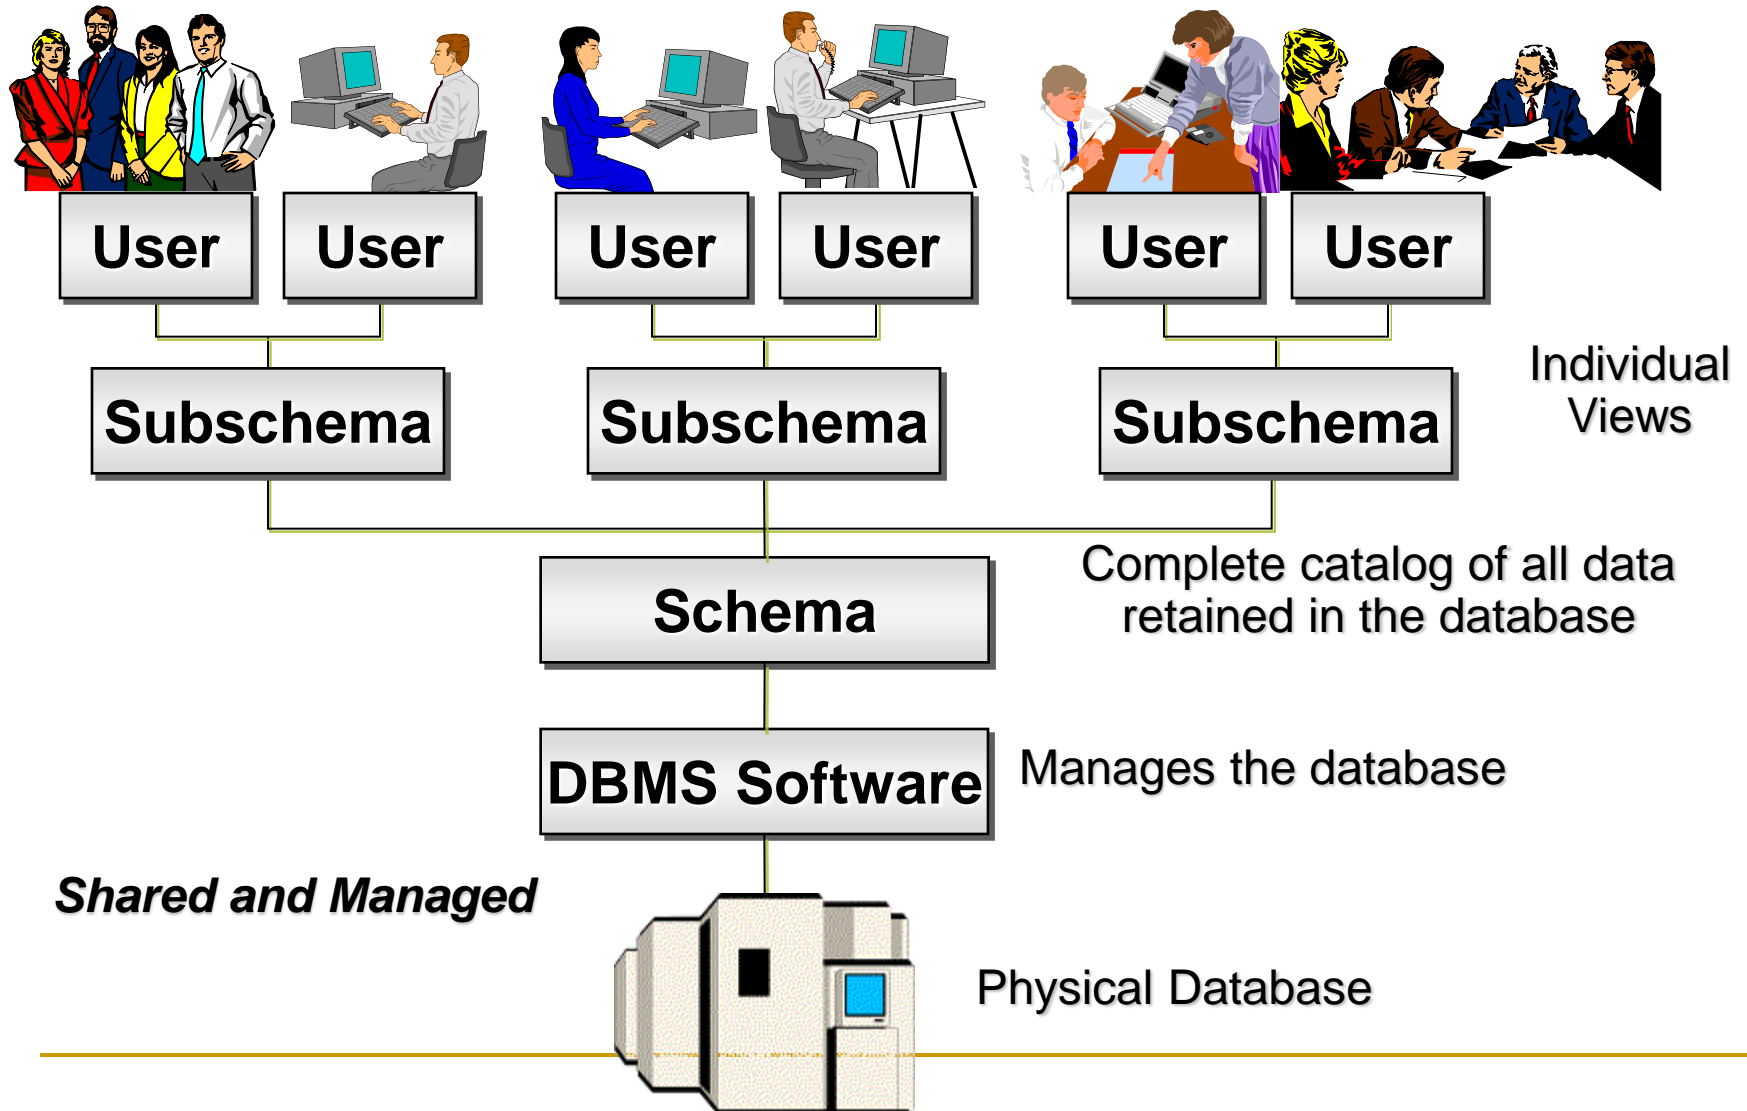 User
User
User
User
User
User
Subschema
Subschema
Subschema
Individual
Views
Schema
Complete catalog of all data
retained in the database
DBMS Software
Manages the database
Shared and Managed
Physical Database